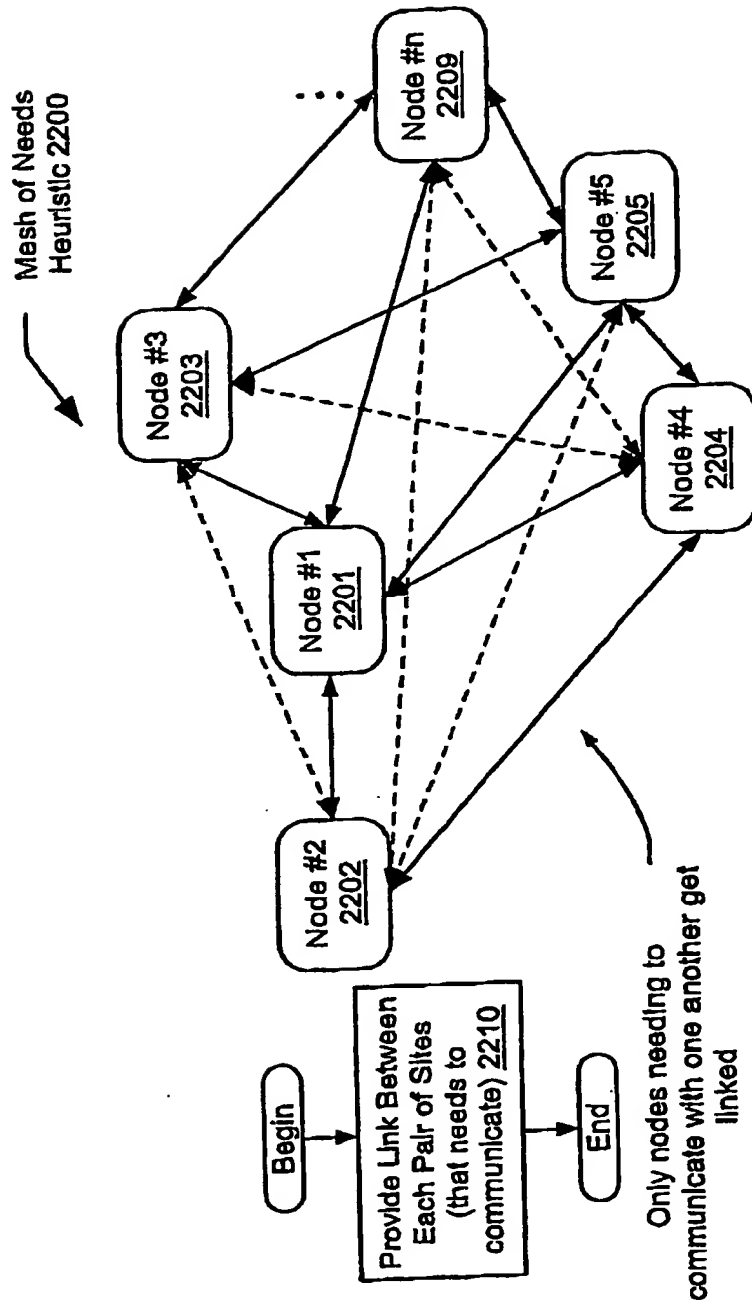 Mesh of Needs
Heuristic 2200
Node #3
2203
Node #n
2209
Node #1
2201
Node #2
2202
Node #5
2205
Node #4
2204
Begin
Provide Link Between
Each Pair of Sites
(that needs to
communicate) 2210
End
Only nodes needing to
communicate with one another get
linked